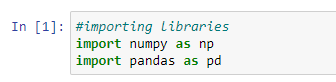 In [1]: #importing libraries
import numpy as np
import pandas as pd